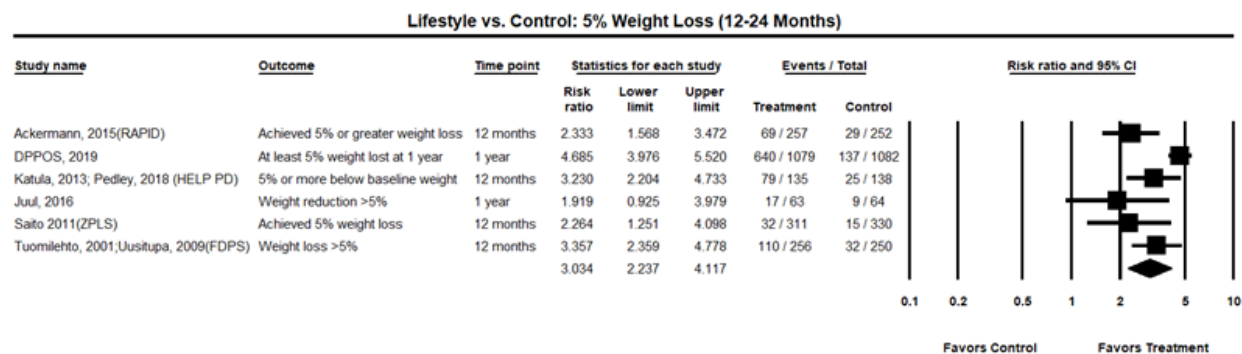 Lifestyle vs. Control: 5% Weight Loss (12-24 Months)
Study name Outcome Time point Statistics for each study Events / Total Risk ratio and 95% CI
Risk ratio Lower limit Upper limit Treatment Control
Ackermann, 2015(RAPID) Achieved 5% or greater weight loss 12 months 2.333 1.568 3.472 69 / 257 29 / 252
DPPOS, 2019 At least 5% weight lost at 1 year 1 year 4.685 3.976 5.520 640 / 1079 137 / 1082
Katula, 2013; Pedley, 2018 (HELP PD) 5% or more below baseline weight 12 months 3.230 2.204 4.733 79 / 135 25 / 138
Juul, 2016 Weight reduction >5% 1 year 1.919 0.925 3.979 17 / 63 9 / 64
Saito 2011(ZPLS) Achieved 5% weight loss 12 months 2.264 1.251 4.098 32 / 311 15 / 330
Tuomilehto, 2001;Uusitupa, 2009(FDPS) Weight loss >5% 12 months 3.357 2.359 4.778 110 / 256 32 / 250
3.034 2.237 4.117
0.1 0.2 0.5 1 2 5 10
Favors Control Favors Treatment